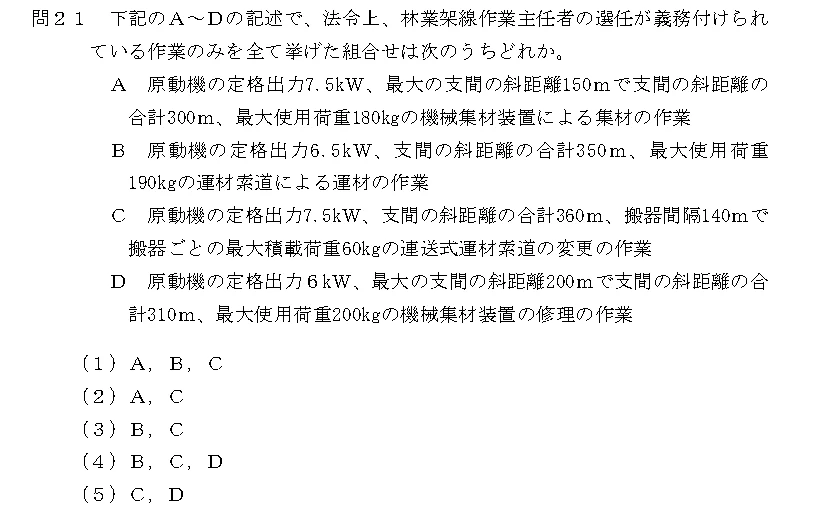 問２１　下記のＡ～Ｄの記述で、法令上、林業架線作業主任者の選任が義務付けられ
ている作業のみを全て挙げた組合せは次のうちどれか。
Ａ　原動機の定格出力7.5kW、最大の支間の斜距離150ｍで支間の斜距離の
合計300ｍ、最大使用荷重180kgの機械集材装置による集材の作業
Ｂ　原動機の定格出力6.5kW、支間の斜距離の合計350ｍ、最大使用荷重
190kgの運材索道による運材の作業
Ｃ　原動機の定格出力7.5kW、支間の斜距離の合計360ｍ、搬器間隔140ｍで
搬器ごとの最大積載荷重60kgの連送式運材索道の変更の作業
Ｄ　原動機の定格出力６kW、最大の支間の斜距離200ｍで支間の斜距離の合
計310ｍ、最大使用荷重200kgの機械集材装置の修理の作業
（1）Ａ，Ｂ，Ｃ
（2）Ａ，Ｃ
（3）Ｂ，Ｃ
（4）Ｂ，Ｃ，Ｄ
（5）Ｃ，Ｄ